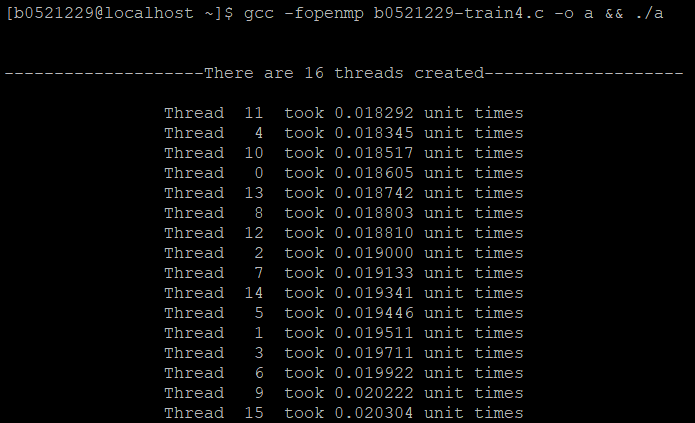 [b0521229@localhost ~]$ gcc -fopenmp b0521229-train4.c -o a && ./a
--------------------There are 16 threads created--------------------
Thread  11  took 0.018292 unit times
Thread   4  took 0.018345 unit times
Thread  10  took 0.018517 unit times
Thread   0  took 0.018605 unit times
Thread  13  took 0.018742 unit times
Thread   8  took 0.018803 unit times
Thread  12  took 0.018810 unit times
Thread   2  took 0.019000 unit times
Thread   7  took 0.019133 unit times
Thread  14  took 0.019341 unit times
Thread   5  took 0.019446 unit times
Thread   1  took 0.019511 unit times
Thread   3  took 0.019711 unit times
Thread   6  took 0.019922 unit times
Thread   9  took 0.020222 unit times
Thread  15  took 0.020304 unit times